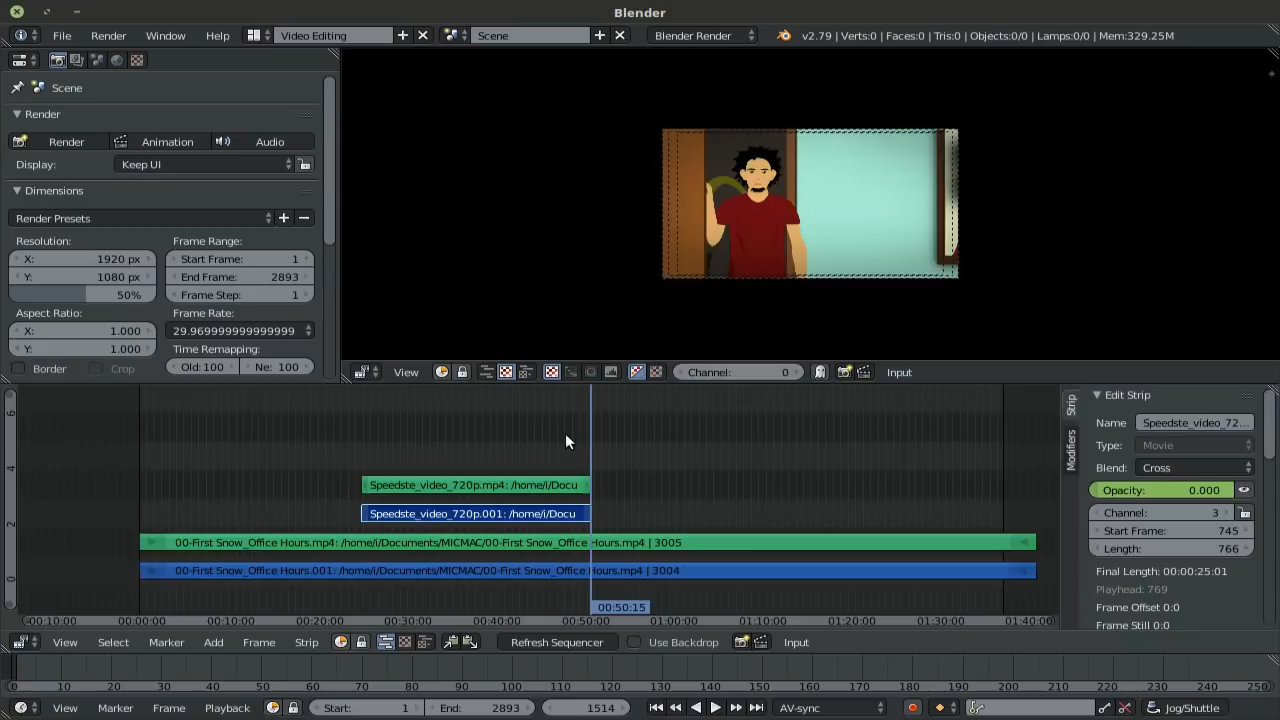 Blender
File Render Window Help Video Editing Scene Blender Render v2.79 | Verts:0 | Faces:0 | Tris:0 | Objects:0/0 | Lamps:0/0 | Mem:329.25M
Scene
Render
Render Animation Audio
Display: Keep UI
Dimensions
Render Presets
Resolution: Frame Range:
X: 1920 px Start Frame: 1
Y: 1080 px End Frame: 2893
50% Frame Step: 1
Aspect Ratio: Frame Rate:
X: 1.000 29.969999999999999
Y: 1.000 Time Remapping:
Border Crop Old: 100 Ne: 100
View Channel: 0 Input
6
4
2
0
Speedste_video_720p.mp4: /home/i/Docu
Speedste_video_720p.001: /home/i/Docu
00-First Snow_Office Hours.mp4: /home/i/Documents/MICMAC/00-First Snow_Office Hours.mp4 | 3005
00-First Snow_Office Hours.001: /home/i/Documents/MICMAC/00-First Snow_Office Hours.mp4 | 3004
00:50:15
-00:10:00 00:00:00 00:10:00 00:20:00 00:30:00 00:40:00 00:50:00 01:00:00 01:10:00 01:20:00 01:30:00 01:40:00
Strip
Modifiers
Edit Strip
Name Speedste_video_72...
Type: Movie
Blend: Cross
Opacity: 0.000
Channel: 3
Start Frame: 745
Length: 766
Final Length: 00:00:25:01
Playhead: 769
Frame Offset 0:0
Frame Still 0:0
View Select Marker Add Frame Strip Refresh Sequencer Use Backdrop Input
0 10 20 30 40 50 60 70 80 90 100 110 120 130 140 150 160 170 180 190 200 210 220 230 240 250
View Marker Frame Playback Start: 1 End: 2893 1514 AV-sync Jog/Shuttle